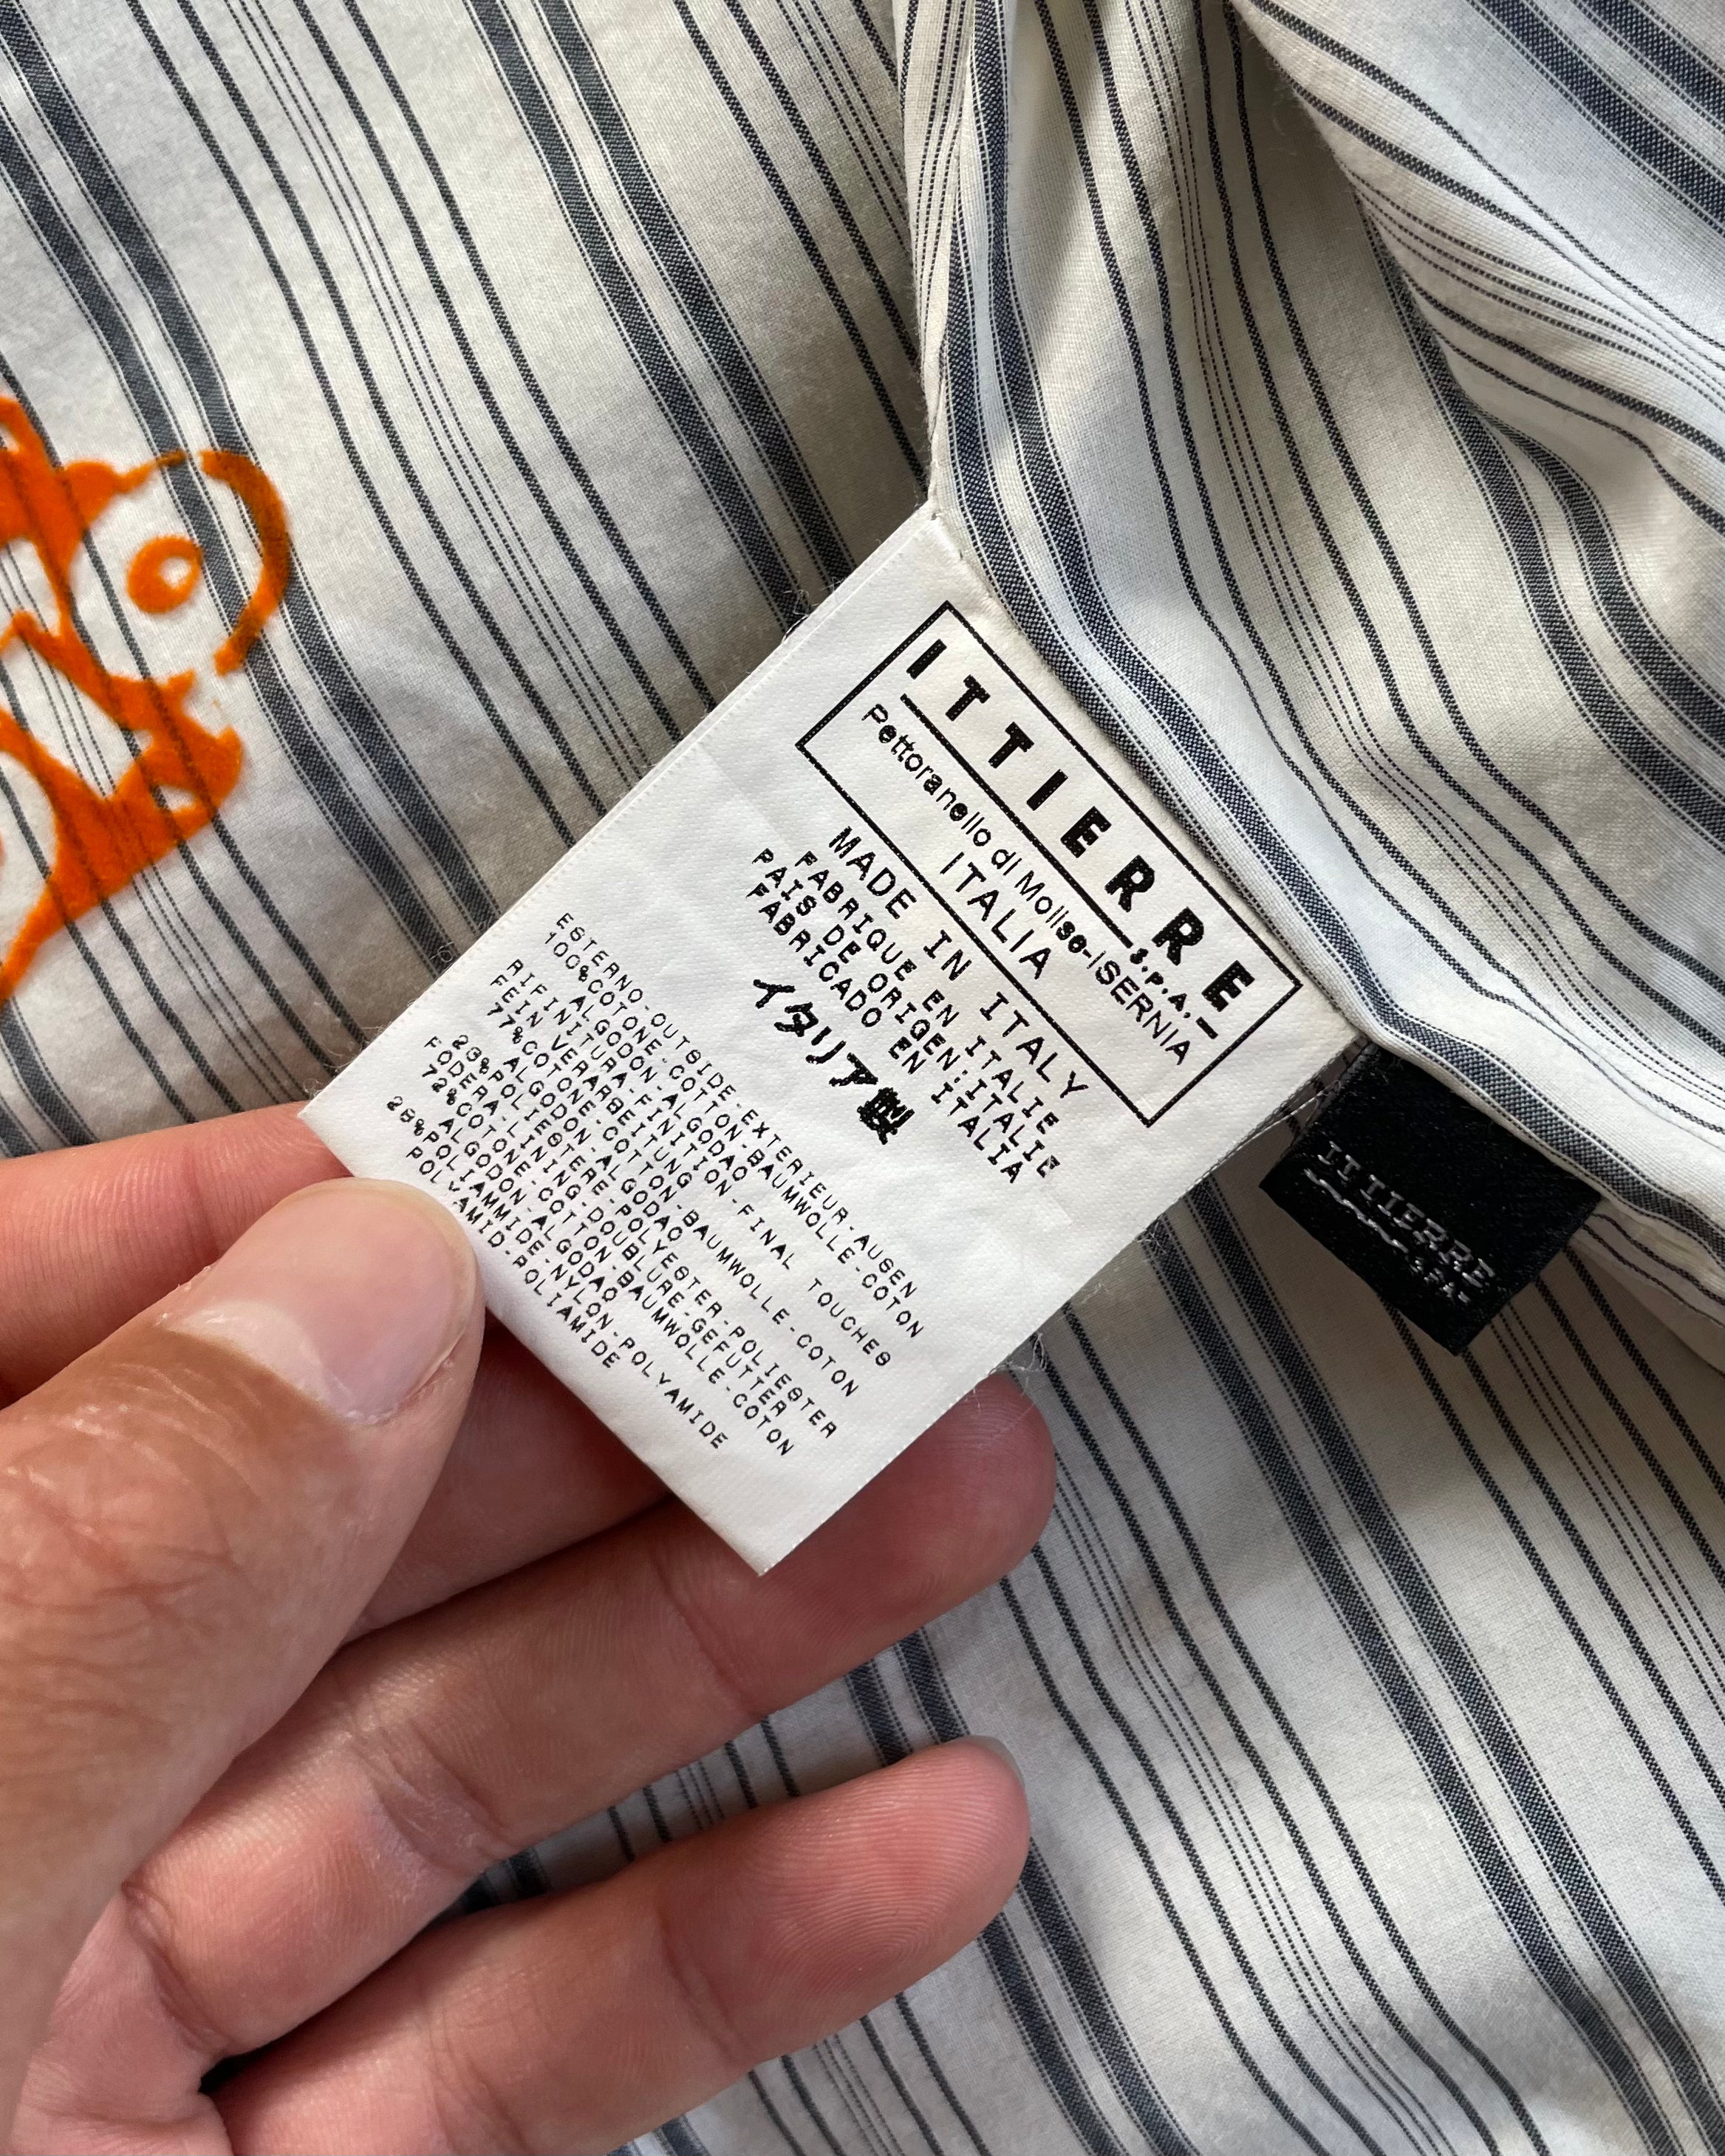 ITTIERRE
S.P.A.
Pettoranello di Molise-ISERNIA
ITALIA
MADE IN ITALY
FABRIQUE EN ITALIE
PAIS DE ORIGEN:ITALIE
FABRICADO EN ITALIA
イタリア製
ESTERNO-OUTSIDE-EXTERIEUR-AUSEN
100%COTONE-COTTON-BAUMWOLLE-COTON
ALGODON-ALGODAO
RIFINITURA-FINITION-FINAL TOUCHES
FEIN VERARBEITUNG
77%COTONE-COTTON-BAUMWOLLE-COTON
ALGODON-ALGODAO
23%POLIESTERE-POLYESTER-POLIESTER
FODERA-LINING-DOUBLURE-GEFUTTER
72%COTONE-COTTON-BAUMWOLLE-COTON
ALGODON-ALGODAO
28%POLIAMMIDE-NYLON-POLYAMIDE
POLYAMID-POLIAMIDE
ITTIERRE
SPA